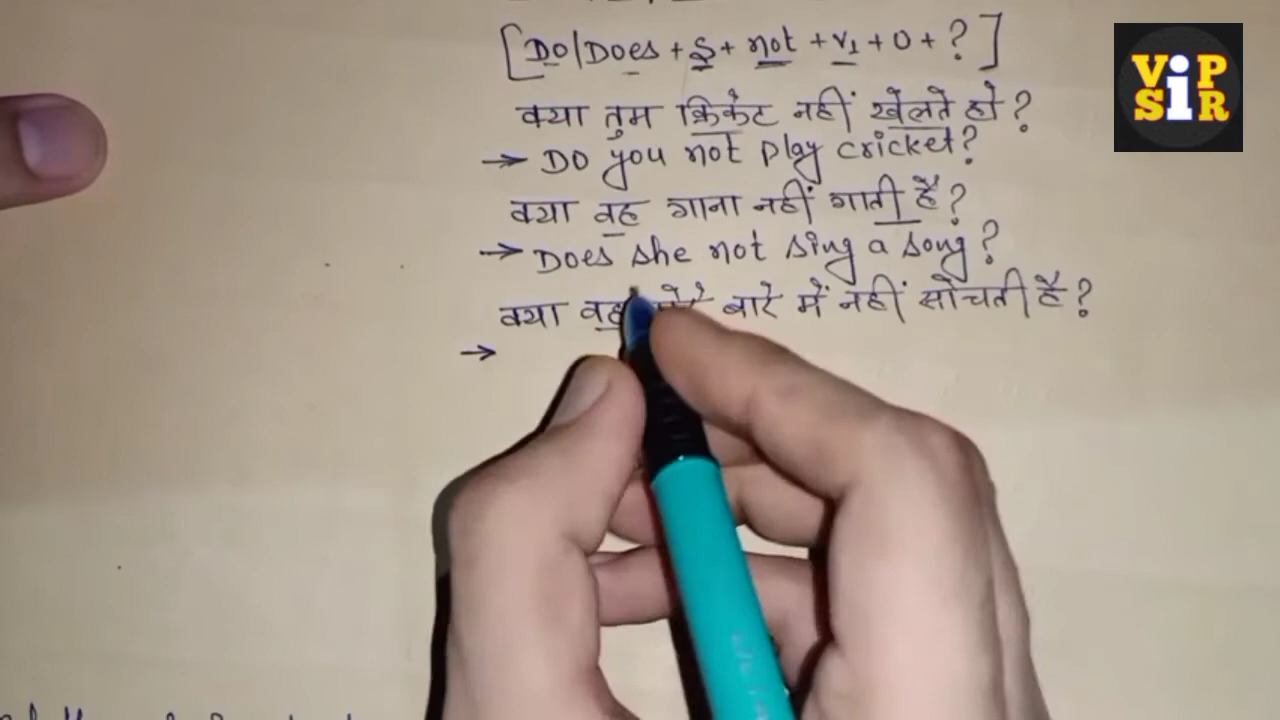 [Do/Does + S + not + V1 + O + ?]
क्या तुम क्रिकेट नहीं खेलते हो?
→ Do you not play cricket?
क्या वह गाना नहीं गाती है?
→ Does she not sing a song?
क्या वह बारे में नहीं सोचती है?
→
ViP
SiR